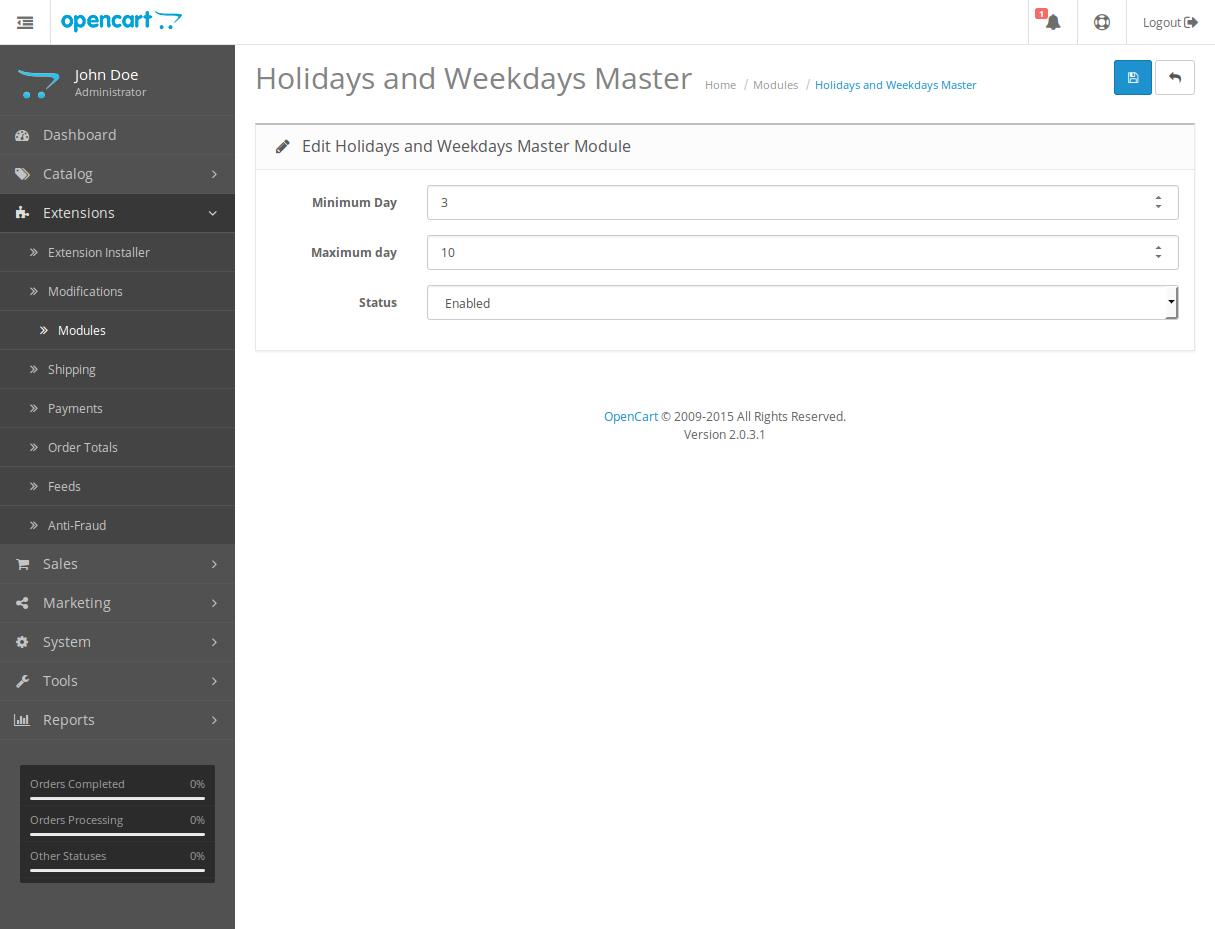 opencart
1
Logout
John Doe
Administrator
Dashboard
Catalog
Extensions
Extension Installer
Modifications
Modules
Shipping
Payments
Order Totals
Feeds
Anti-Fraud
Sales
Marketing
System
Tools
Reports
Orders Completed 0%
Orders Processing 0%
Other Statuses 0%
Holidays and Weekdays Master
Home / Modules / Holidays and Weekdays Master
Edit Holidays and Weekdays Master Module
Minimum Day 3
Maximum day 10
Status Enabled
OpenCart © 2009-2015 All Rights Reserved.
Version 2.0.3.1